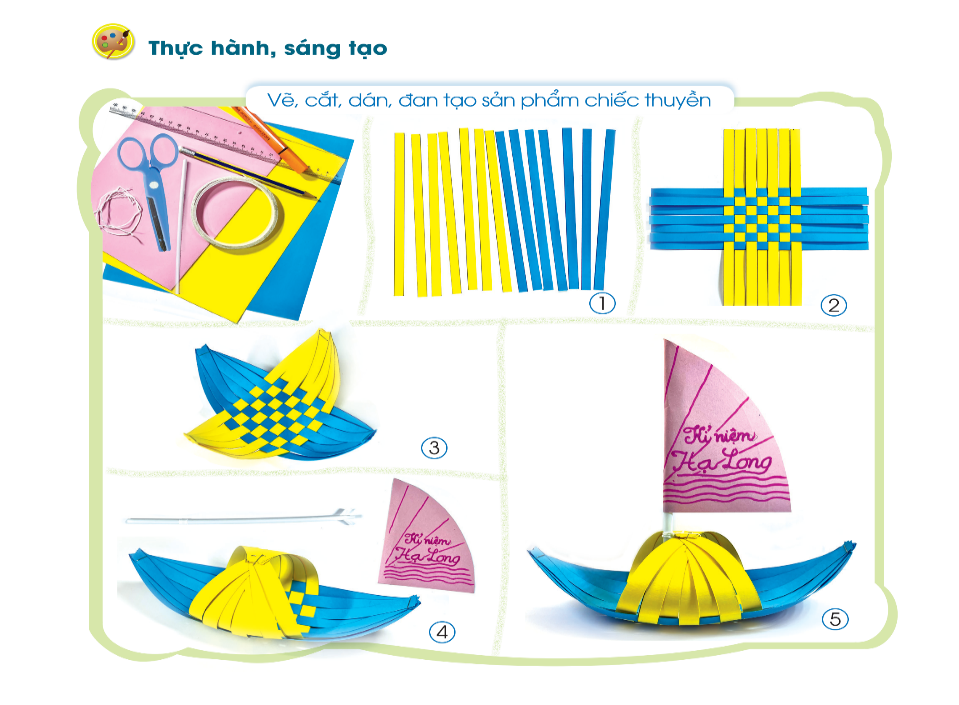 Thực hành, sáng tạo
Vẽ, cắt, dán, đan tạo sản phẩm chiếc thuyền
1
2
3
Kỉ niệm
Hạ Long
4
Kỉ niệm
Hạ Long
5